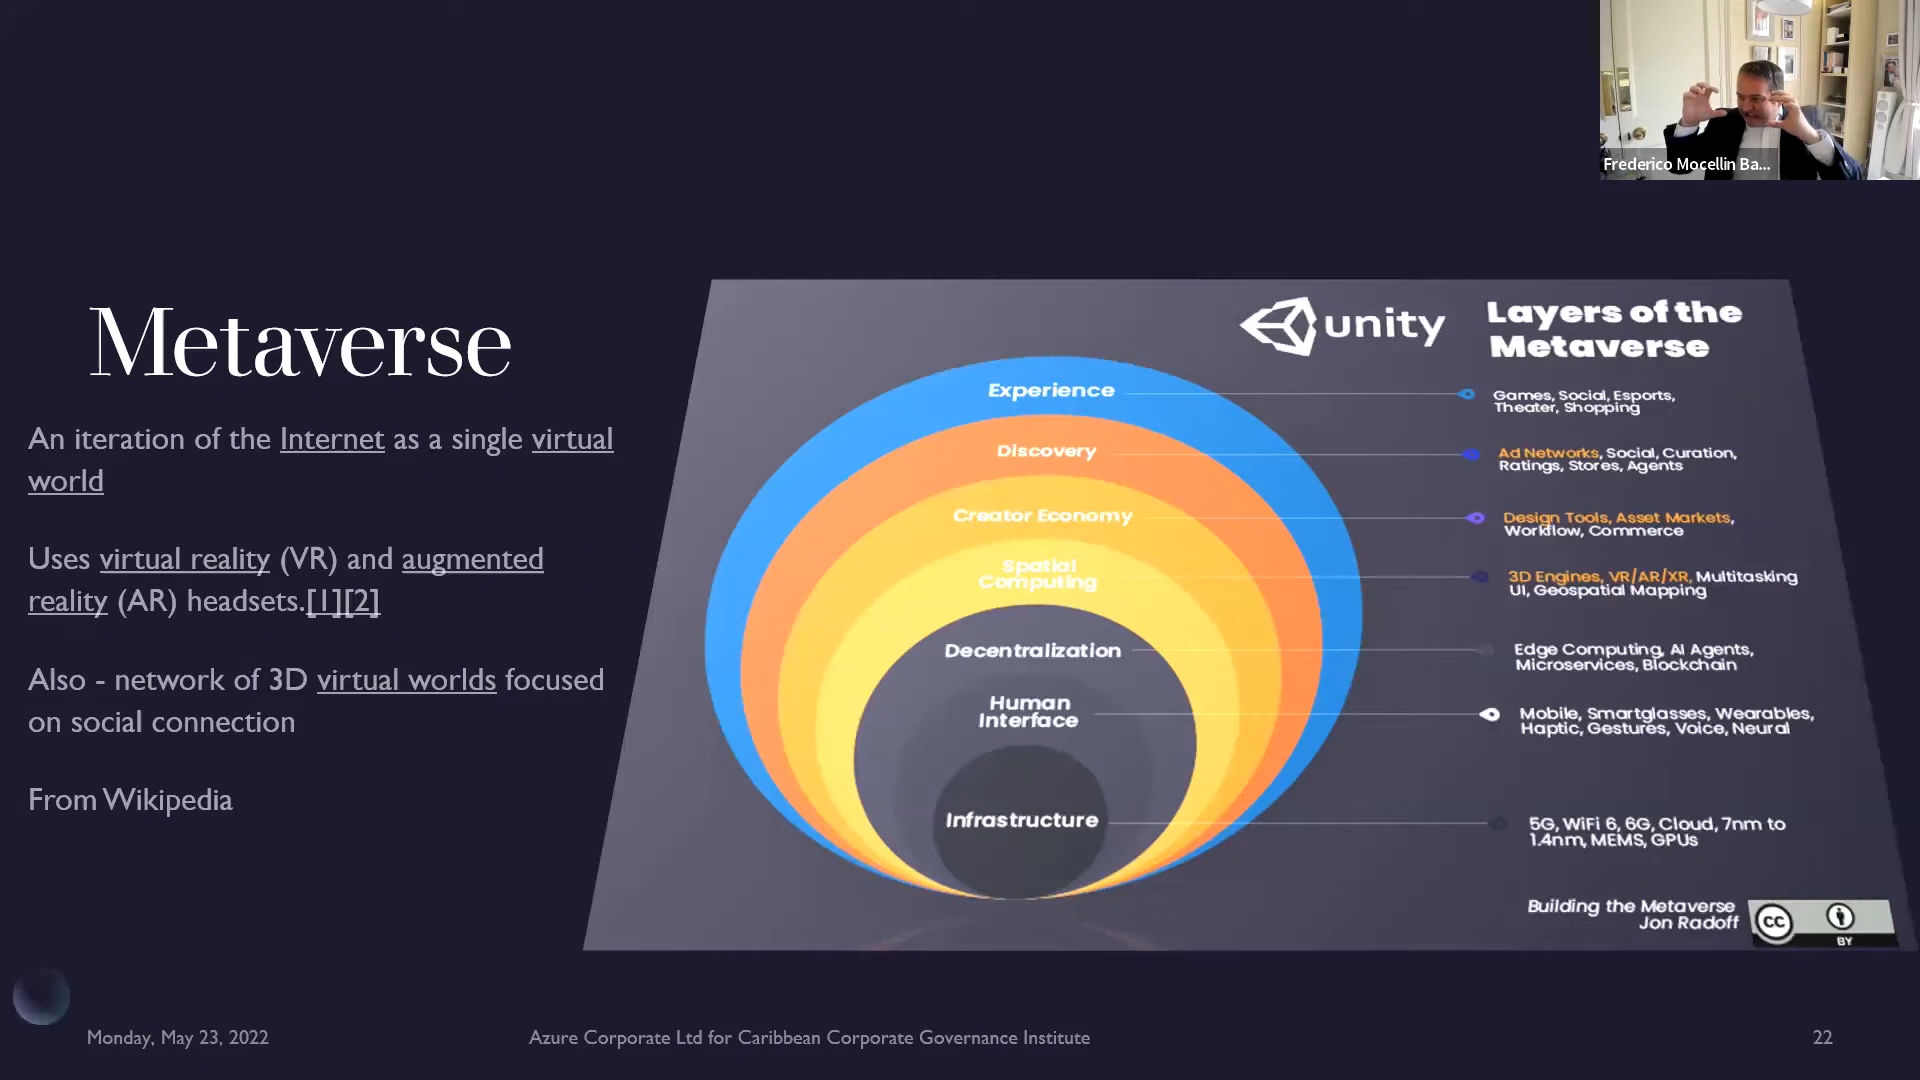 Frederico Mocellin Ba...
Metaverse
An iteration of the Internet as a single virtual
world
Uses virtual reality (VR) and augmented
reality (AR) headsets.[1][2]
Also - network of 3D virtual worlds focused
on social connection
From Wikipedia
unity
Layers of the
Metaverse
Experience
Games, Social, Esports,
Theater, Shopping
Discovery
Ad Networks, Social, Curation,
Ratings, Stores, Agents
Creator Economy
Design Tools, Asset Markets,
Workflow, Commerce
Spatial
Computing
3D Engines, VR/AR/XR, Multitasking
UI, Geospatial Mapping
Decentralization
Edge Computing, AI Agents,
Microservices, Blockchain
Human
Interface
Mobile, Smartglasses, Wearables,
Haptic, Gestures, Voice, Neural
Infrastructure
5G, WiFi 6, 6G, Cloud, 7nm to
1.4nm, MEMS, GPUs
Building the Metaverse
Jon Radoff
CC
BY
Monday, May 23, 2022
Azure Corporate Ltd for Caribbean Corporate Governance Institute
22